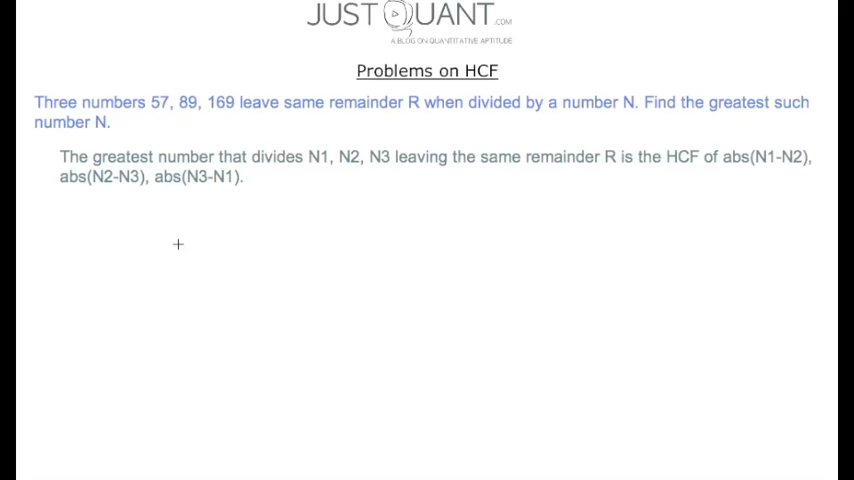 JUST QUANT.COM
A BLOG ON QUANTITATIVE APTITUDE
Problems on HCF
Three numbers 57, 89, 169 leave same remainder R when divided by a number N. Find the greatest such
number N.
The greatest number that divides N1, N2, N3 leaving the same remainder R is the HCF of abs(N1-N2),
abs(N2-N3), abs(N3-N1).